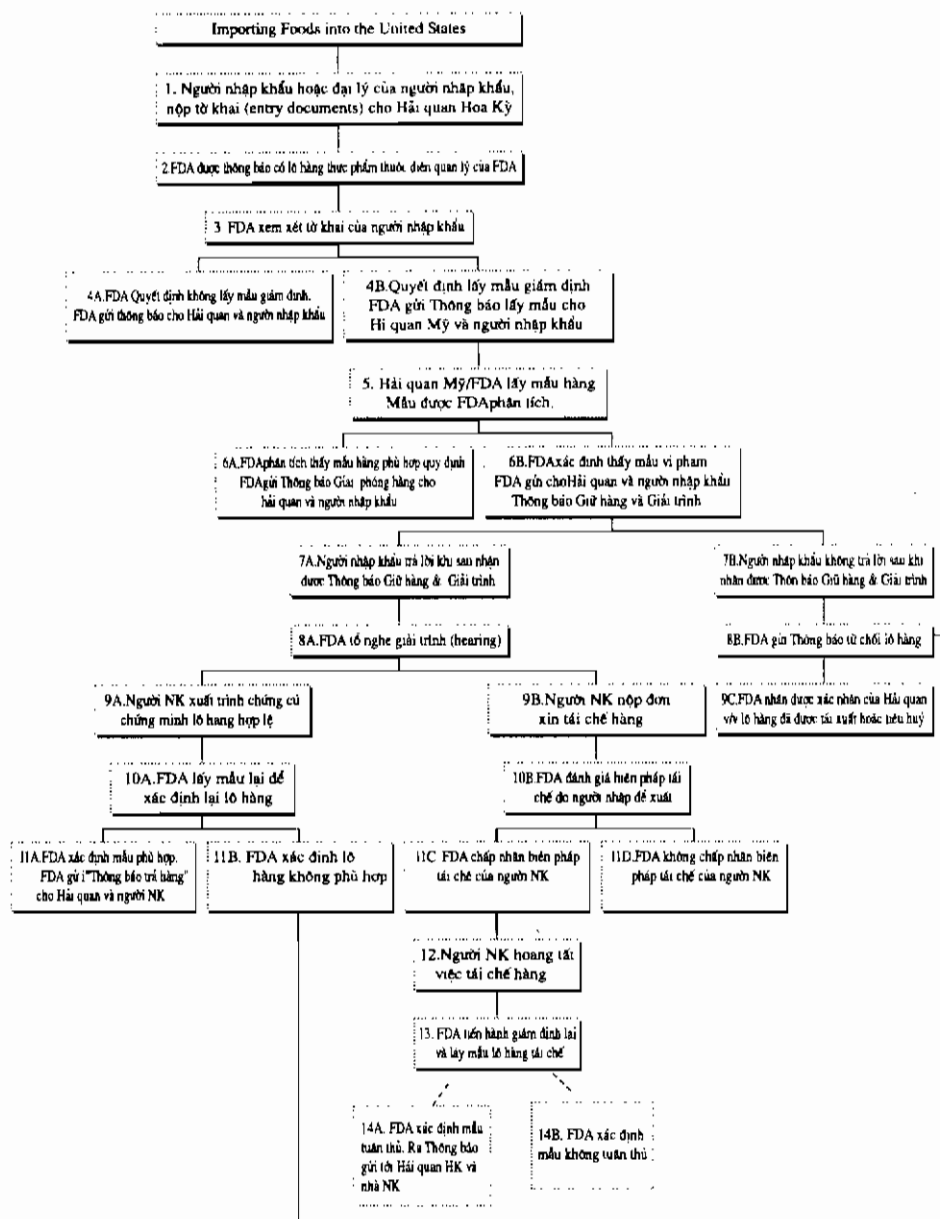 Importing Foods into the United States
1. Người nhập khẩu hoặc đại lý của người nhập khẩu,
nộp tờ khai (entry documents) cho Hải quan Hoa Kỳ
2 FDA được thông báo có lô hàng thực phẩm thuộc diện quản lý của FDA
3 FDA xem xét tờ khai của người nhập khẩu
4A.FDA Quyết định không lấy mẫu giám định.
FDA gửi thông báo cho Hải quan và người nhập khẩu
4B.Quyết định lấy mẫu giám định
FDA gửi Thông báo lấy mẫu cho
Hi quan Mỹ và người nhập khẩu
5. Hải quan Mỹ/FDA lấy mẫu hàng
Mẫu được FDAphân tích.
6A.FDAphân tích thấy mẫu hàng phù hợp quy định
FDAgửi Thông báo Giải phóng hàng cho
hải quan và người nhập khẩu
6B.FDAxác định thấy mẫu vi phạm
FDA gửi choHải quan và người nhập khẩu
Thông báo Giữ hàng và Giải trình
7A.Người nhập khẩu trả lời khi sau nhận
được Thông báo Giữ hàng & Giải trình
7B.Người nhập khẩu không trả lời sau khi
nhân được Thôn báo Giữ hàng & Giải trình
8A.FDA tổ nghe giải trình (hearing)
8B.FDA gửi Thông báo từ chối lô hàng
9A.Người NK xuất trình chứng cứ
chứng minh lô hang hợp lệ
9B.Người NK nộp đơn
xin tái chế hàng
9C.FDA nhân được xác nhân của Hải quan
v/v lô hàng đã được tái xuất hoặc tiêu huỷ
10A.FDA lấy mẫu lại để
xác định lại lô hàng
10B.FDA đánh giá biện pháp tái
chế do người nhập đề xuất
11A.FDA xác định mẫu phù hợp.
FDA gử i"Thông báo trả hàng"
cho Hải quan và người NK
11B. FDA xác định lô
hàng không phù hợp
11C FDA chấp nhân biên pháp
tái chế của người NK
11D.FDA không chấp nhân biên
pháp tái chế của người NK
12.Người NK hoang tất
việc tái chế hàng
13. FDA tiến hành giám định lại
và lấy mẫu lô hàng tái chế
14A. FDA xác định mẫu
tuân thủ. Ra Thông báo
gửi tới Hải quan HK và
nhà NK
14B. FDA xác định
mẫu không tuân thủ